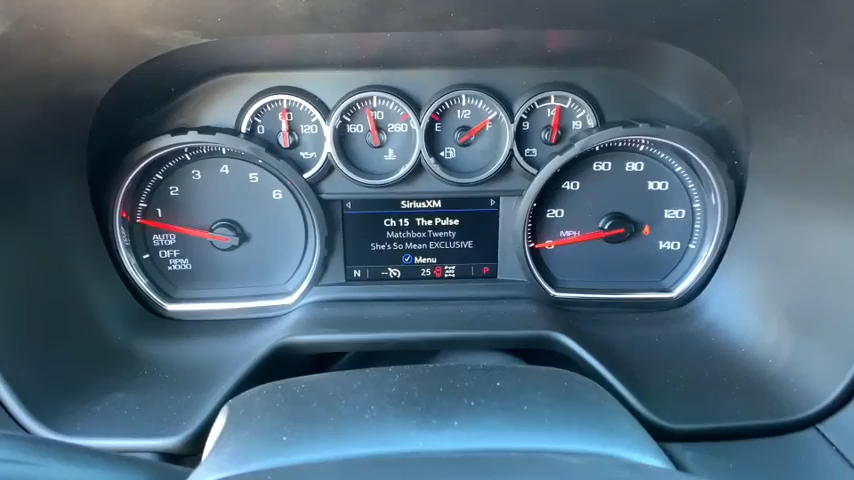 0 80 120
160 210 260
E 1/2 F
9 14 19
1 2 3 4 5 6
AUTO
STOP
OFF
RPM
x1000
SiriusXM
Ch 15 The Pulse
Matchbox Twenty
She's So Mean EXCLUSIVE
Menu
N -- 25 P
0 20 40 60 80 100 120 140
MPH